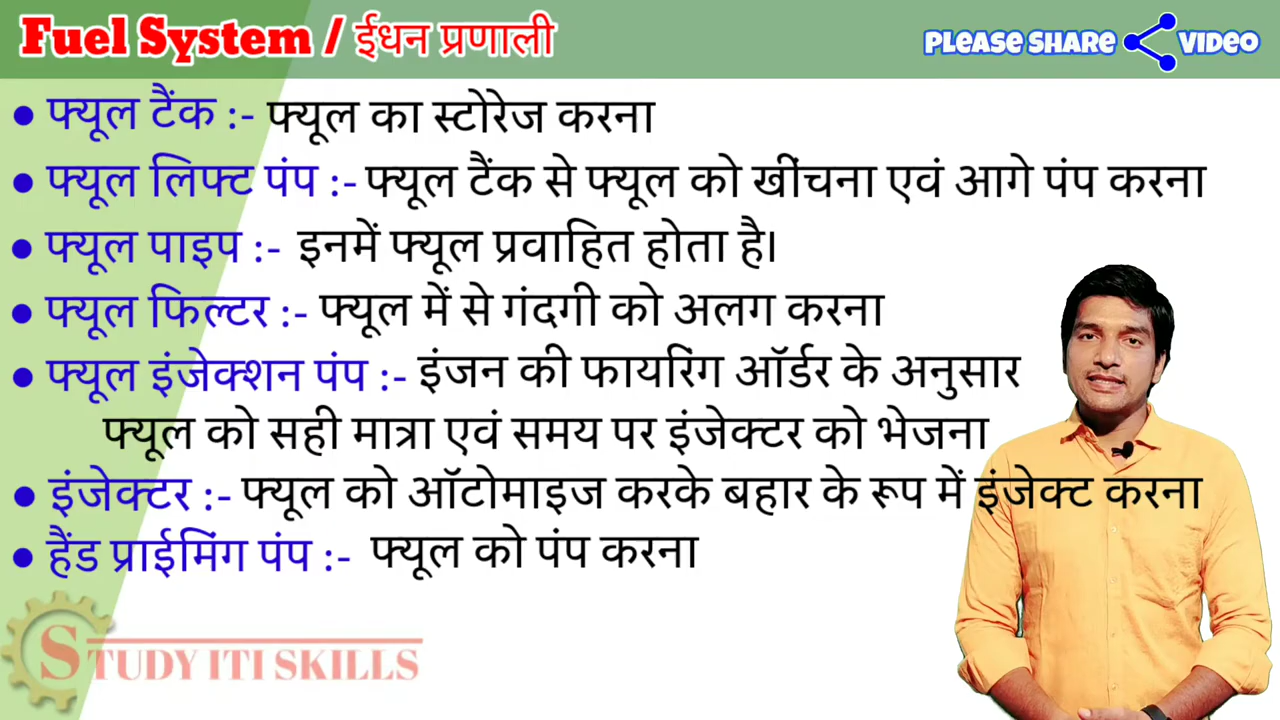 Fuel System / ईधन प्रणाली
PLEASE SHARE VIDEO
● फ्यूल टैंक :- फ्यूल का स्टोरेज करना
● फ्यूल लिफ्ट पंप :- फ्यूल टैंक से फ्यूल को खींचना एवं आगे पंप करना
● फ्यूल पाइप :- इनमें फ्यूल प्रवाहित होता है।
● फ्यूल फिल्टर :- फ्यूल में से गंदगी को अलग करना
● फ्यूल इंजेक्शन पंप :- इंजन की फायरिंग ऑर्डर के अनुसार
फ्यूल को सही मात्रा एवं समय पर इंजेक्टर को भेजना
● इंजेक्टर :- फ्यूल को ऑटोमाइज करके बहार के रूप में इंजेक्ट करना
● हैंड प्राईमिंग पंप :- फ्यूल को पंप करना
STUDY ITI SKILLS